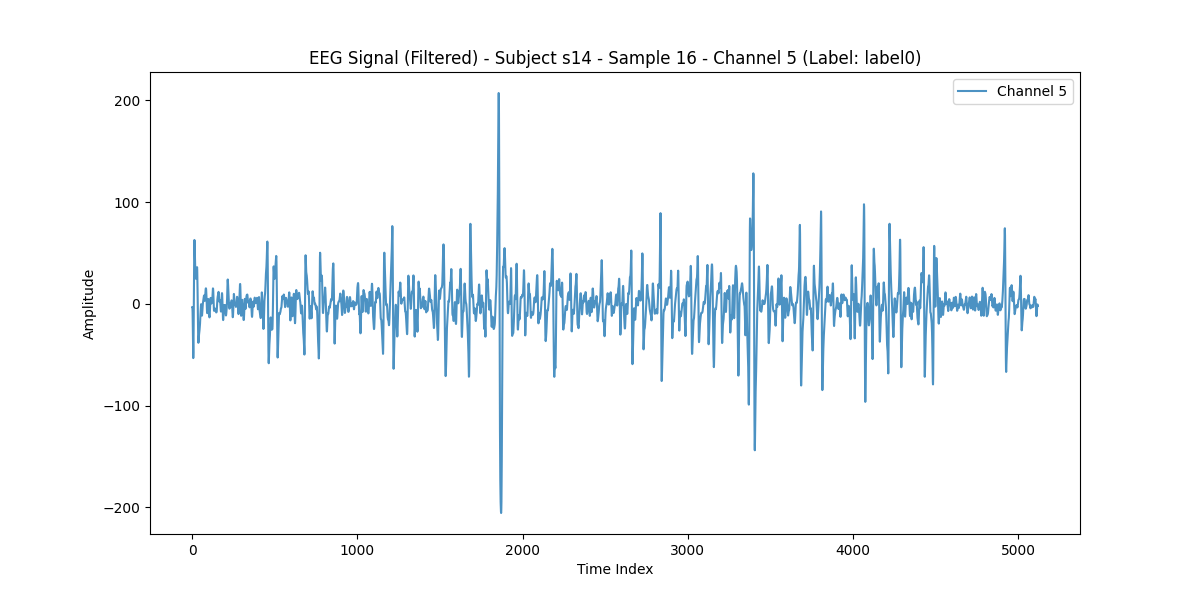 EEG Signal (Filtered) - Subject s14 - Sample 16 - Channel 5 (Label: label0)
Channel 5
200
100
0
−100
−200
Amplitude
0 1000 2000 3000 4000 5000
Time Index